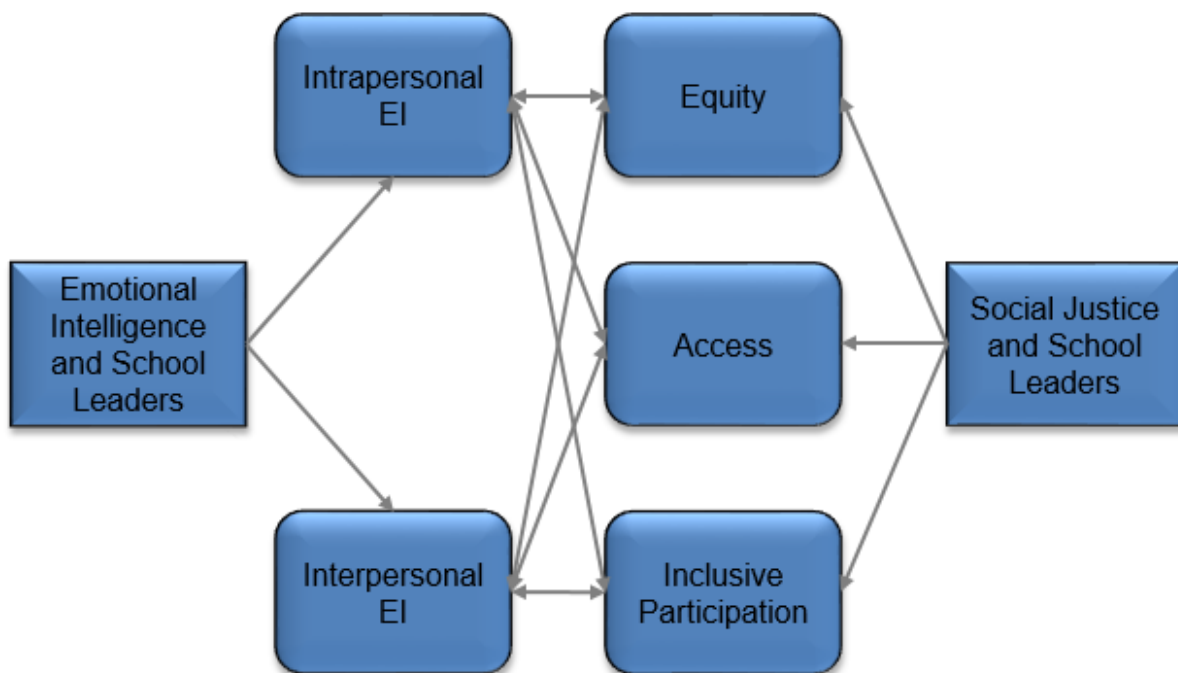 Intrapersonal
EI
Equity
Emotional
Intelligence
and School
Leaders
Access
Social Justice
and School
Leaders
Interpersonal
EI
Inclusive
Participation